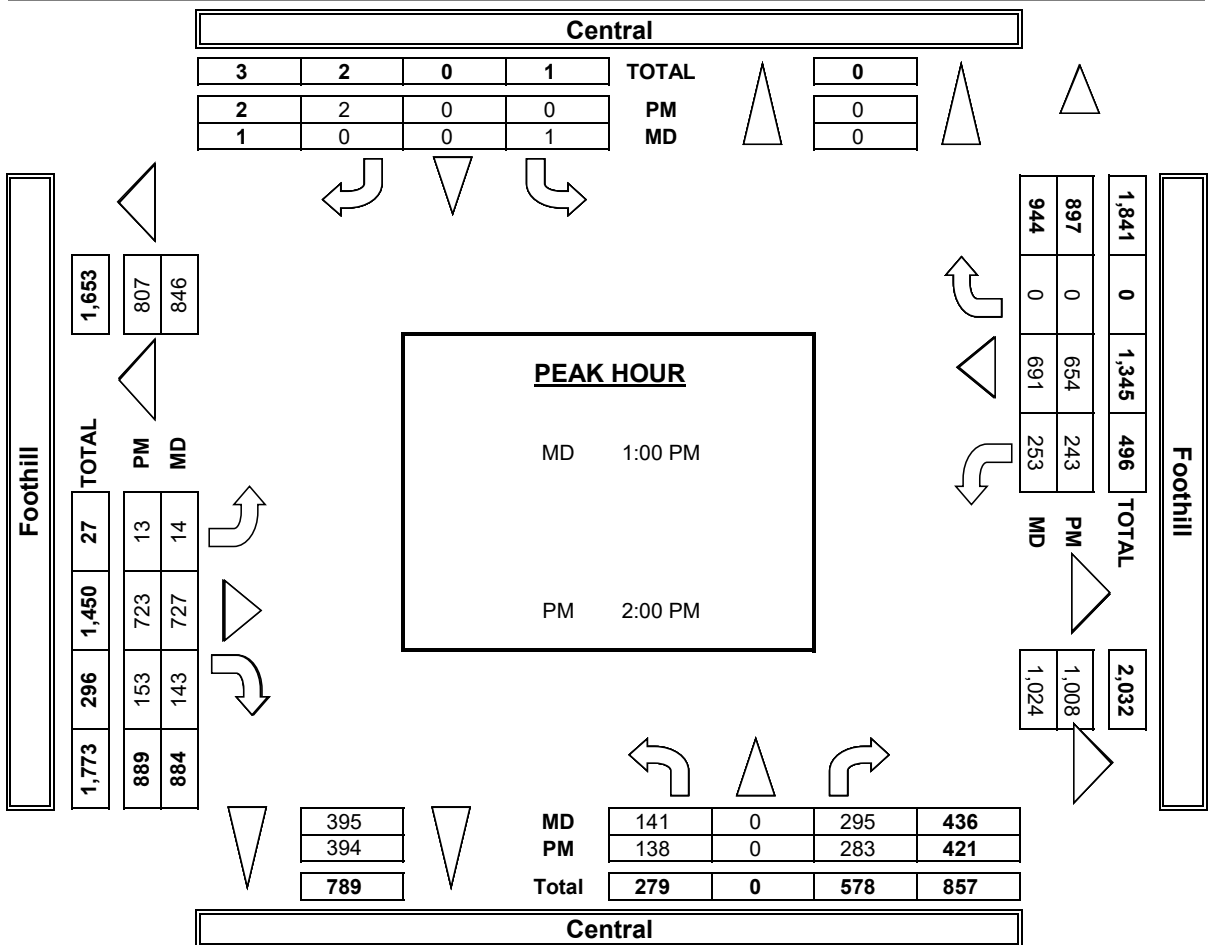 Central
3 2 0 1 TOTAL 0
2 2 0 0 PM 0
1 0 0 1 MD 0
Foothill
1,653 807 846
TOTAL PM MD
27 13 14
1,450 723 727
296 153 143
1,773 889 884
PEAK HOUR
MD 1:00 PM
PM 2:00 PM
944 897 1,841
0 0 0
691 654 1,345
253 243 496
MD PM TOTAL
1,024 1,008 2,032
Foothill
395 MD 141 0 295 436
394 PM 138 0 283 421
789 Total 279 0 578 857
Central